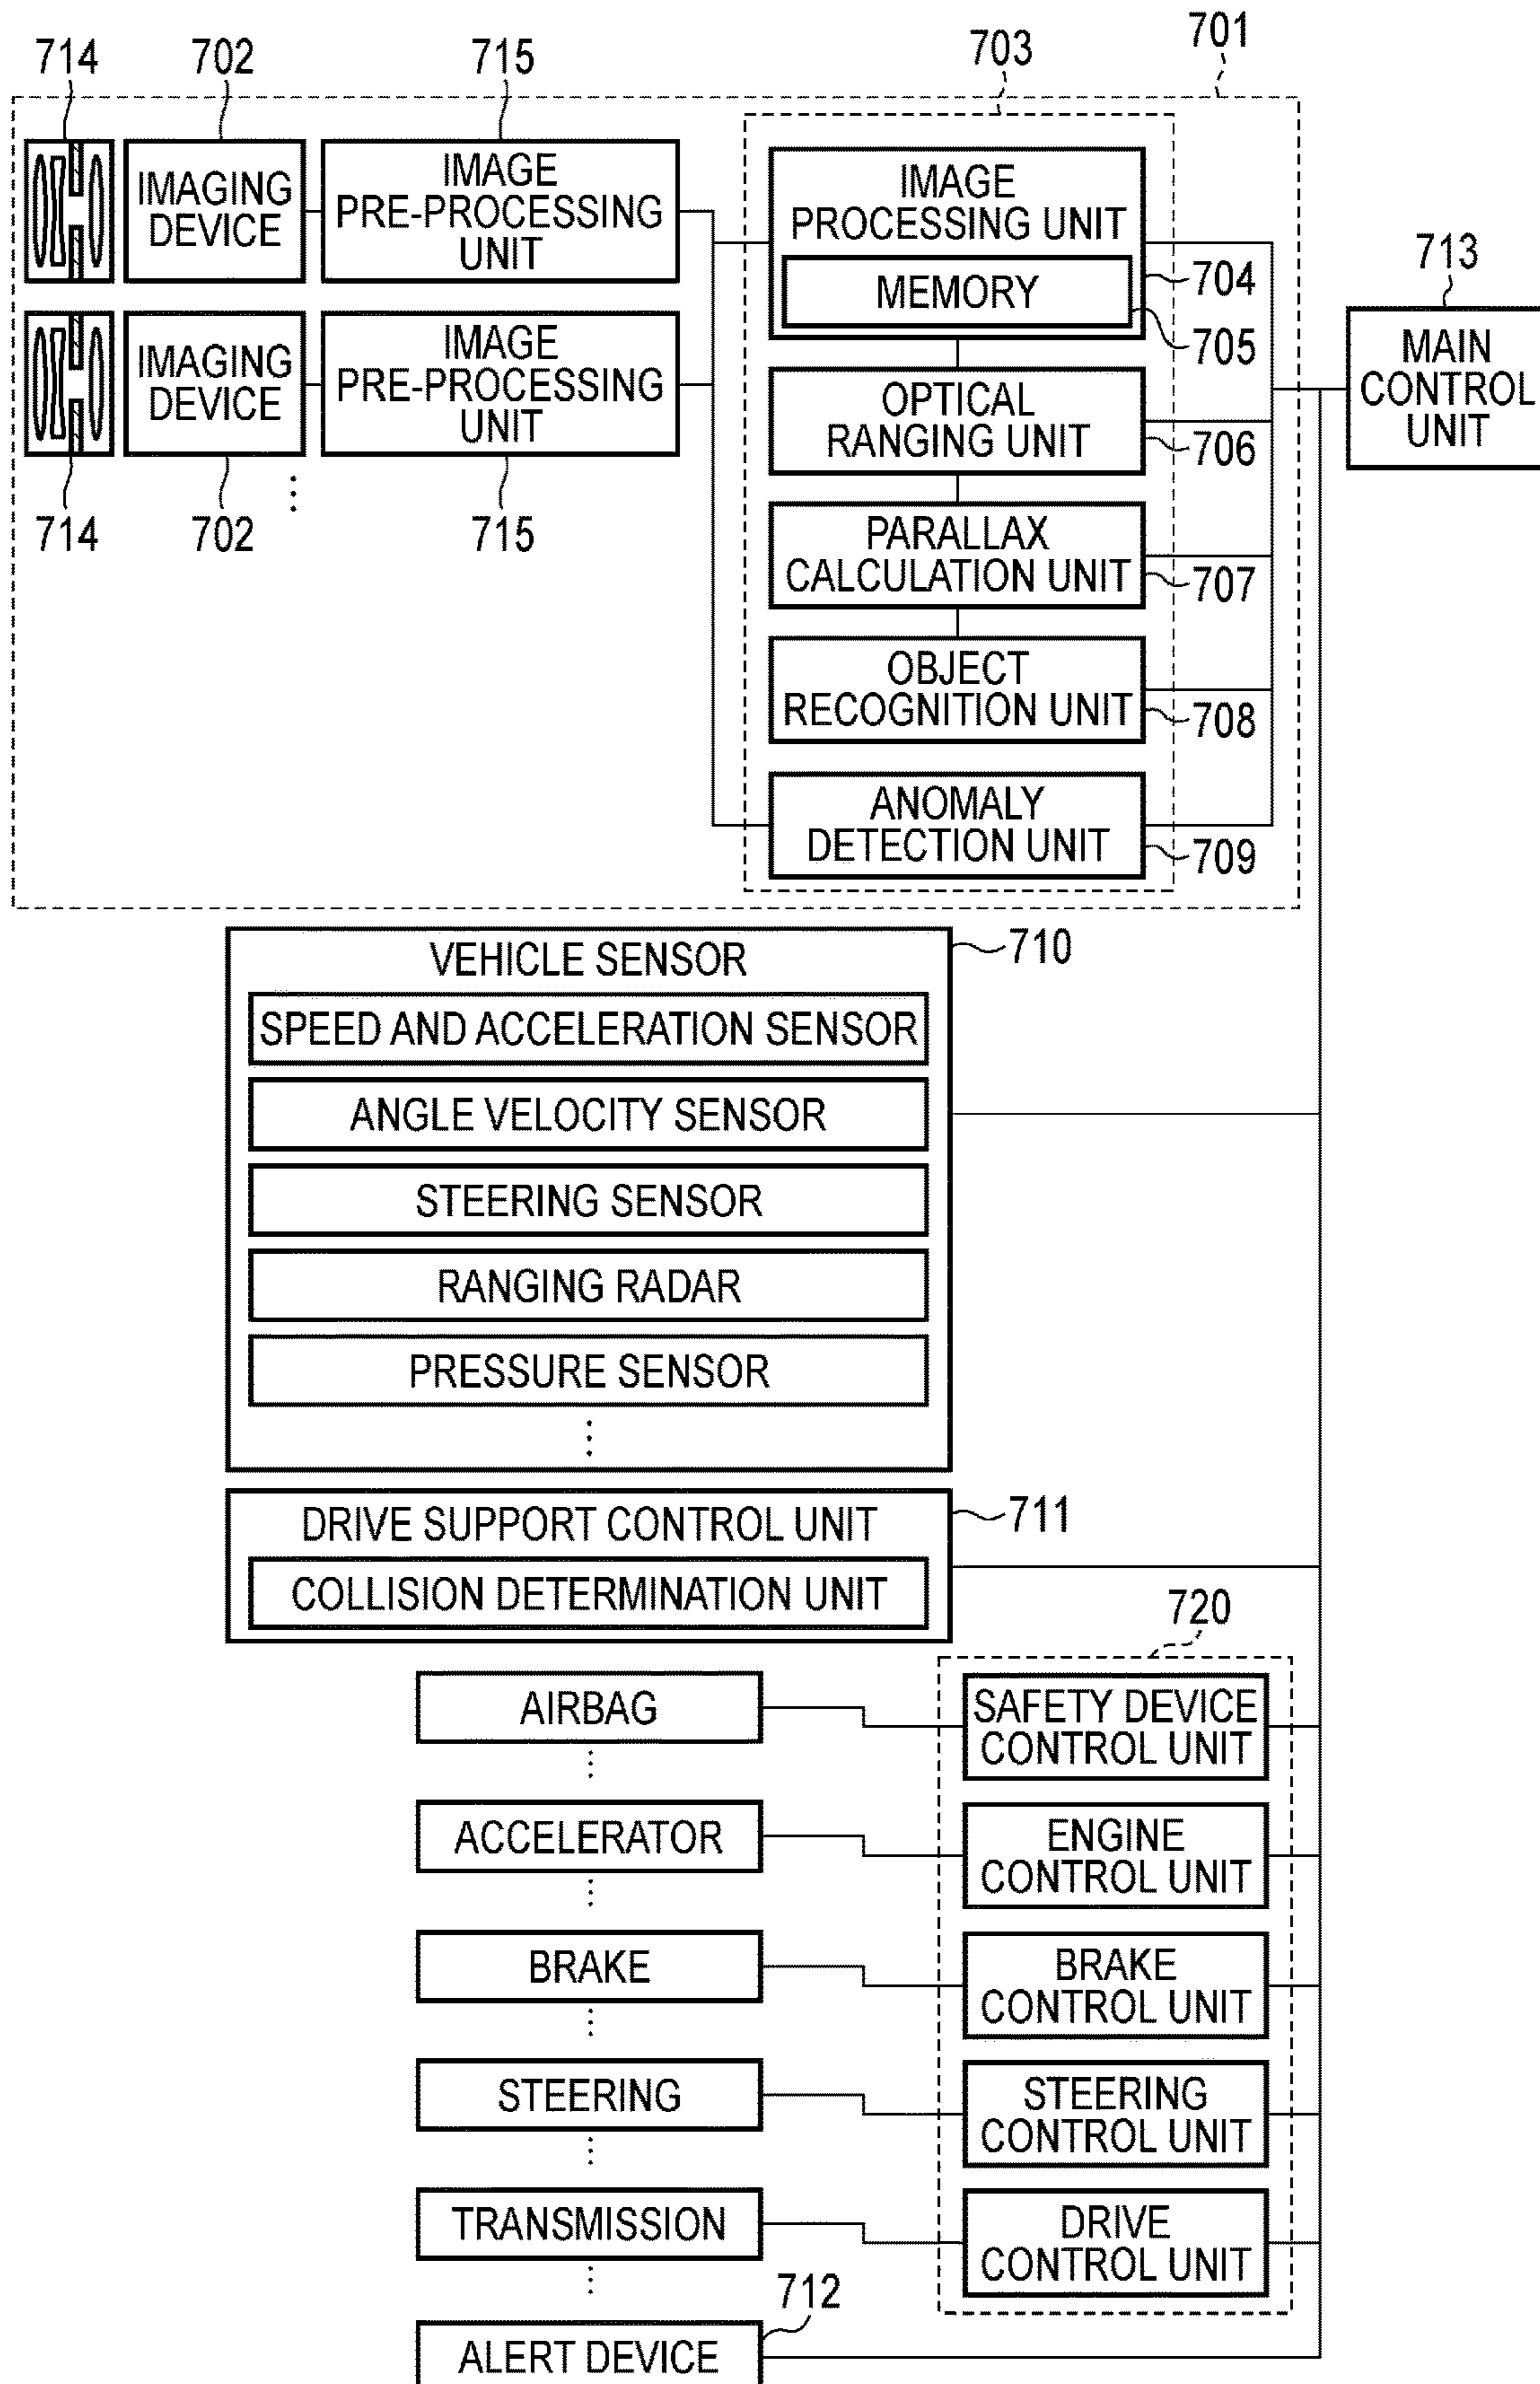 701
714
702
715
703
IMAGING
DEVICE
IMAGE
PRE-PROCESSING
UNIT
IMAGE
PROCESSING UNIT
MEMORY
704
705
713
MAIN
CONTROL
UNIT
IMAGING
DEVICE
IMAGE
PRE-PROCESSING
UNIT
714
702
715
OPTICAL
RANGING UNIT
706
PARALLAX
CALCULATION UNIT
707
OBJECT
RECOGNITION UNIT
708
ANOMALY
DETECTION UNIT
709
VEHICLE SENSOR
710
SPEED AND ACCELERATION SENSOR
ANGLE VELOCITY SENSOR
STEERING SENSOR
RANGING RADAR
PRESSURE SENSOR
DRIVE SUPPORT CONTROL UNIT
711
COLLISION DETERMINATION UNIT
720
AIRBAG
SAFETY DEVICE
CONTROL UNIT
ACCELERATOR
ENGINE
CONTROL UNIT
BRAKE
BRAKE
CONTROL UNIT
STEERING
STEERING
CONTROL UNIT
TRANSMISSION
DRIVE
CONTROL UNIT
712
ALERT DEVICE